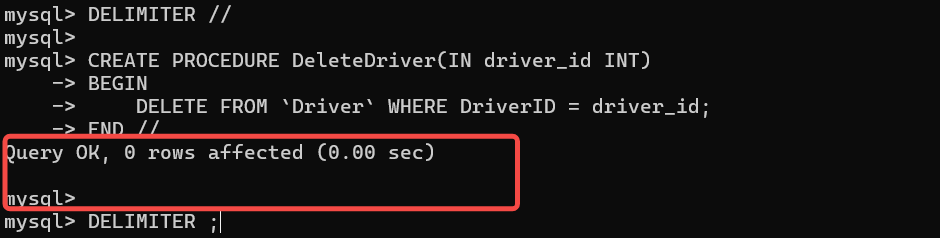 mysql> DELIMITER //
mysql>
mysql> CREATE PROCEDURE DeleteDriver(IN driver_id INT)
    -> BEGIN
    ->     DELETE FROM `Driver` WHERE DriverID = driver_id;
    -> END //
Query OK, 0 rows affected (0.00 sec)

mysql>
mysql> DELIMITER ;